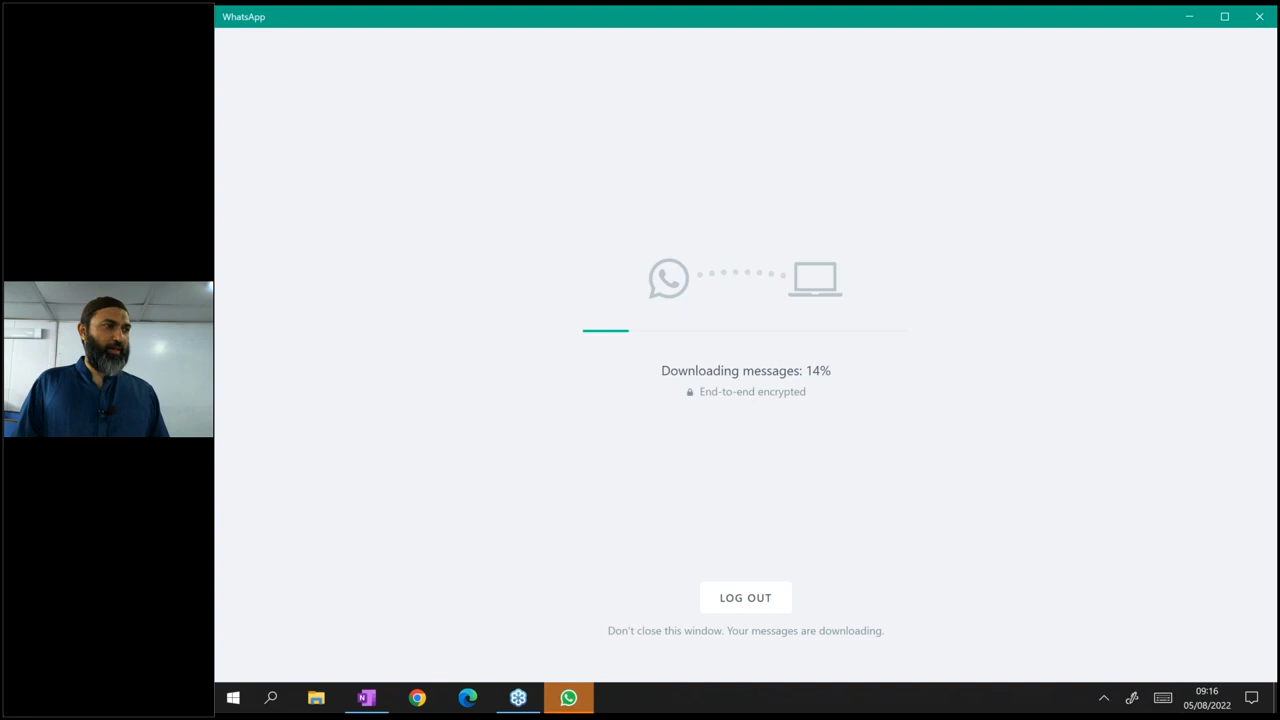 WhatsApp
Downloading messages: 14%
End-to-end encrypted
LOG OUT
Don't close this window. Your messages are downloading.
09:16
05/08/2022